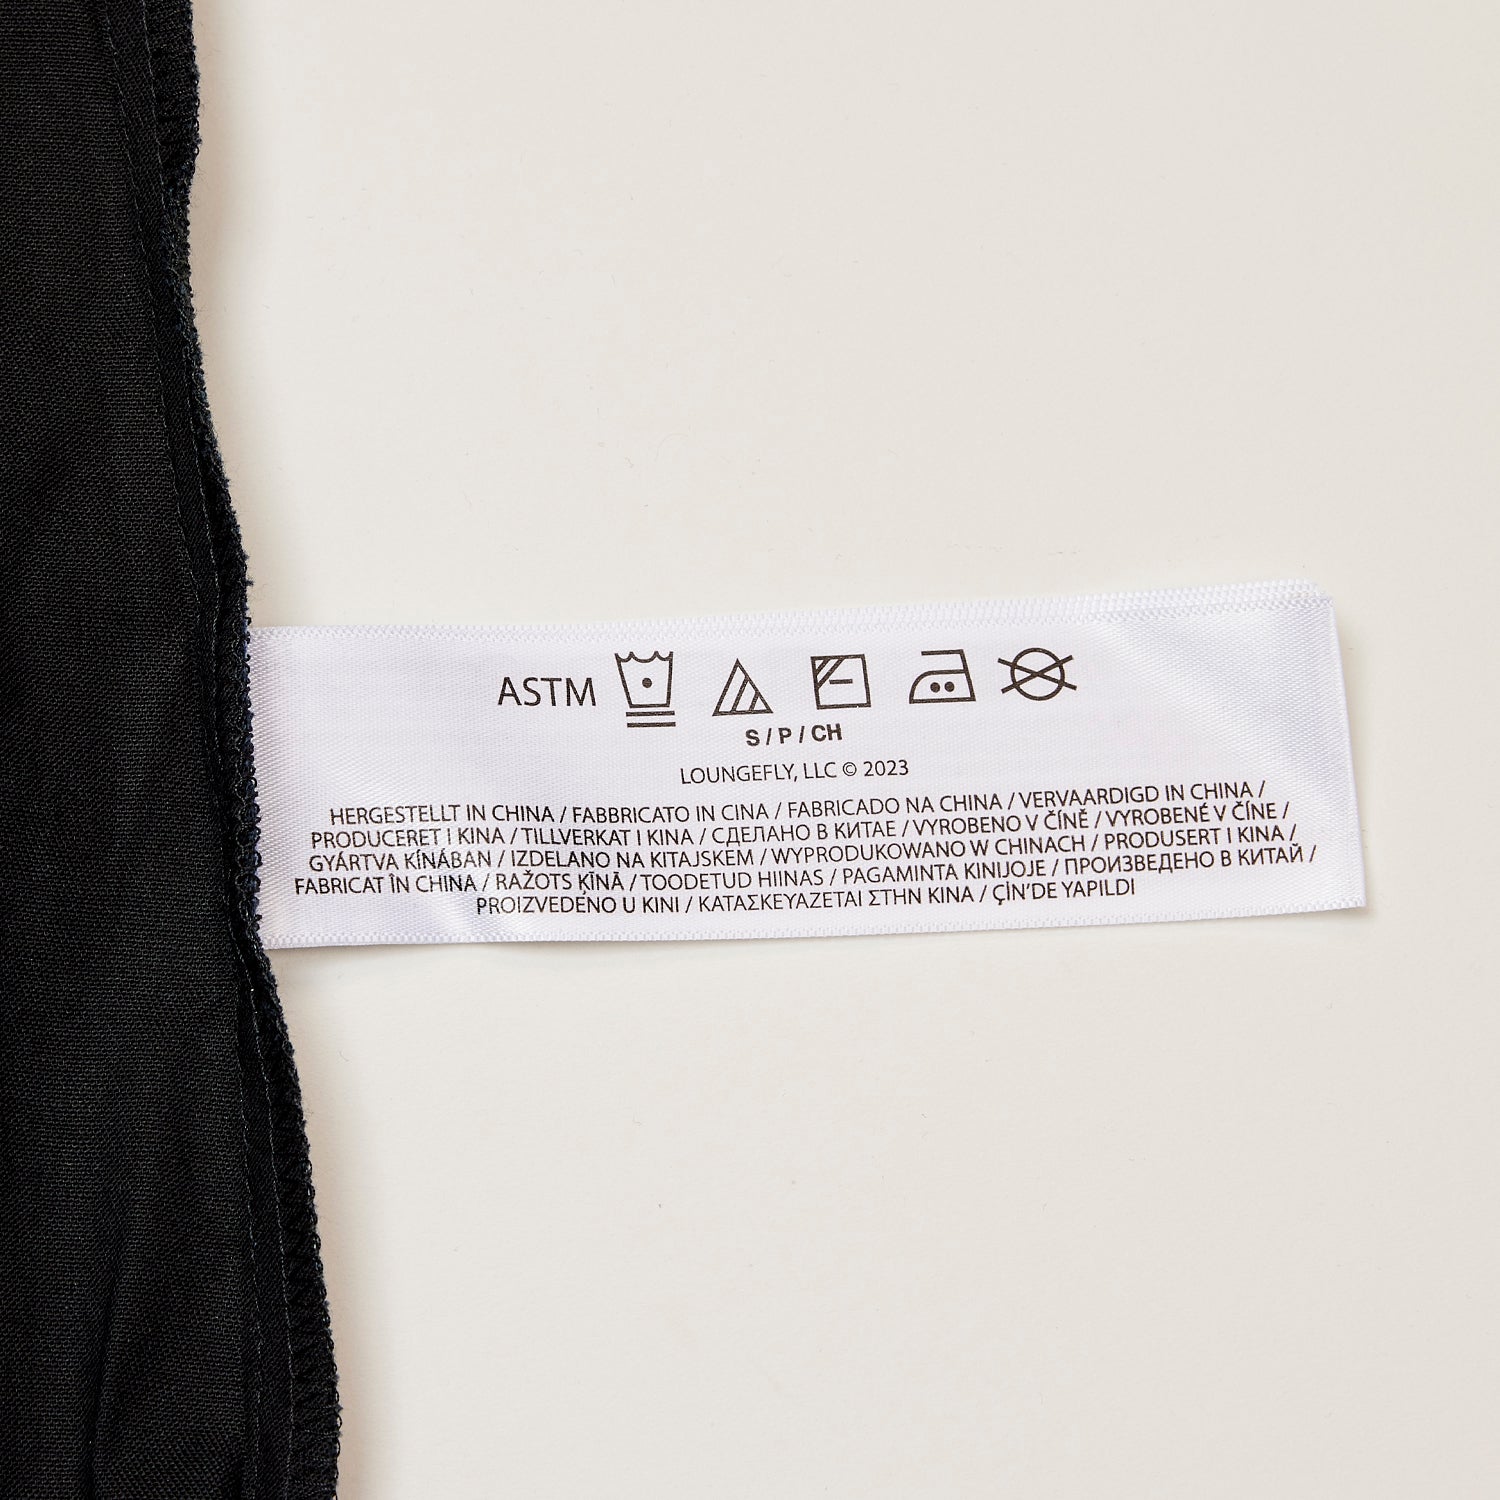 ASTM
S / P / CH
LOUNGEFLY, LLC © 2023
HERGESTELLT IN CHINA / FABBRICATO IN CINA / FABRICADO NA CHINA / VERVAARDIGD IN CHINA /
PRODUCERET I KINA / TILLVERKAT I KINA / СДЕЛАНО В КИТАЕ / VYROBENO V ČÍNĚ / VYROBENÉ V ČÍNE /
GYÁRTVA KÍNÁBAN / IZDELANO NA KITAJSKEM / WYPRODUKOWANO W CHINACH / PRODUSERT I KINA /
FABRICAT ÎN CHINA / RAŽOTS ĶĪNĀ / TOODETUD HIINAS / PAGAMINTA KINIJOJE / ПРОИЗВЕДЕНО В КИТАЙ /
PROIZVEDENO U KINI / ΚΑΤΑΣΚΕΥΑΖΕΤΑΙ ΣΤΗΝ ΚΙΝΑ / ÇİN'DE YAPILDI